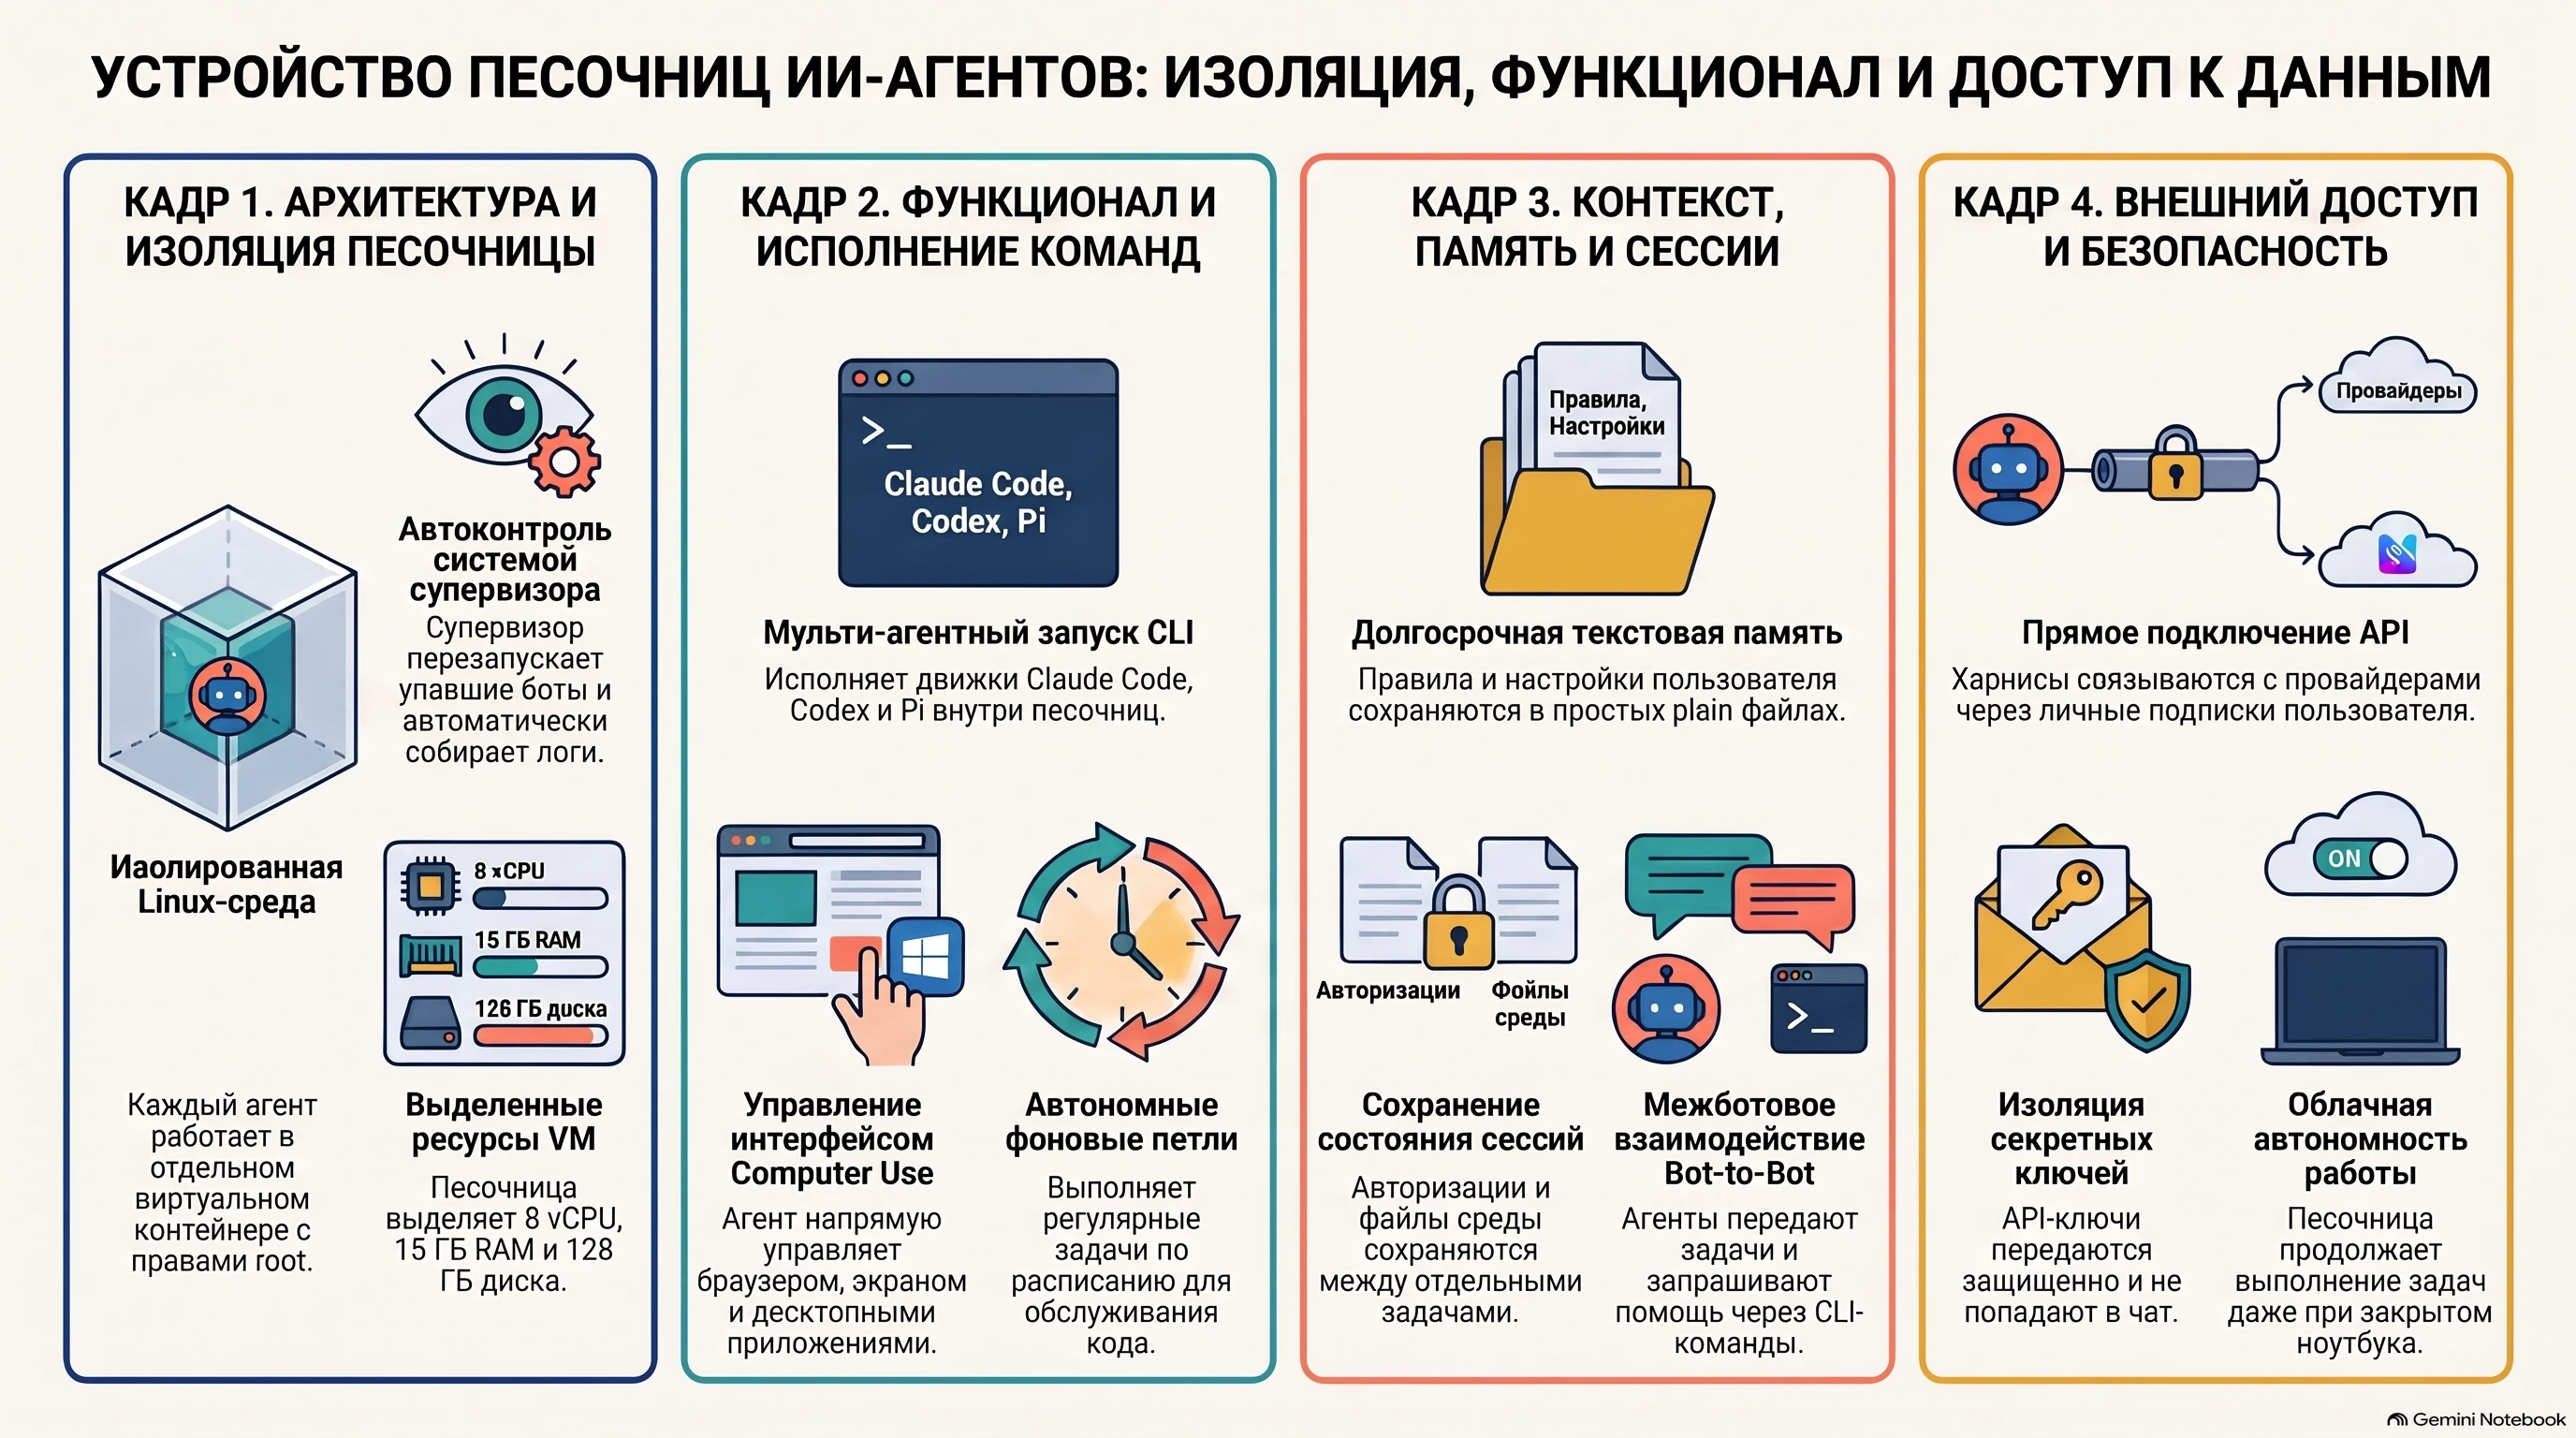 УСТРОЙСТВО ПЕСОЧНИЦ ИИ-АГЕНТОВ: ИЗОЛЯЦИЯ, ФУНКЦИОНАЛ И ДОСТУП К ДАННЫМ
КАДР 1. АРХИТЕКТУРА И
ИЗОЛЯЦИЯ ПЕСОЧНИЦЫ
Автоконтроль
системой
супервизора
Супервизор
перезапускает
упавшие боты и
автоматически
собирает логи.
Иаолированная
Linux-среда
Каждый агент
работает в
отдельном
виртуальном
контейнере с
правами root.
8 ×CPU
15 ГБ RAM
126 ГБ диска
Выделенные
ресурсы VM
Песочница
выделяет 8 vCPU,
15 ГБ RAM и 128
ГБ диска.
КАДР 2. ФУНКЦИОНАЛ И
ИСПОЛНЕНИЕ КОМАНД
>_
Claude Code,
Codex, Pi
Мульти-агентный запуск CLI
Исполняет движки Claude Code,
Codex и Pi внутри песочниц.
Управление
интерфейсом
Computer Use
Агент напрямую
управляет
браузером, экраном
и десктопными
приложениями.
Автономные
фоновые петли
Выполняет
регулярные
задачи по
расписанию для
обслуживания
кода.
КАДР 3. КОНТЕКСТ,
ПАМЯТЬ И СЕССИИ
Правила,
Настройки
Долгосрочная текстовая память
Правила и настройки пользователя
сохраняются в простых plain файлах.
Авторизации
Фойлы
среды
Сохранение
состояния сессий
Авторизации и
файлы среды
сохраняются
между отдельными
задачами.
>_
Межботовое
взаимодействие
Bot-to-Bot
Агенты передают
задачи и
запрашивают
помощь через CLI-
команды.
КАДР 4. ВНЕШНИЙ ДОСТУП
И БЕЗОПАСНОСТЬ
Провайдеры
Прямое подключение API
Харнисы связываются с провайдерами
через личные подписки пользователя.
Изоляция
секретных
ключей
API-ключи
передаются
защищенно и не
попадают в чат.
ON
Облачная
автономность
работы
Песочница
продолжает
выполнение задач
даже при закрытом
ноутбука.
Gemini Notebook